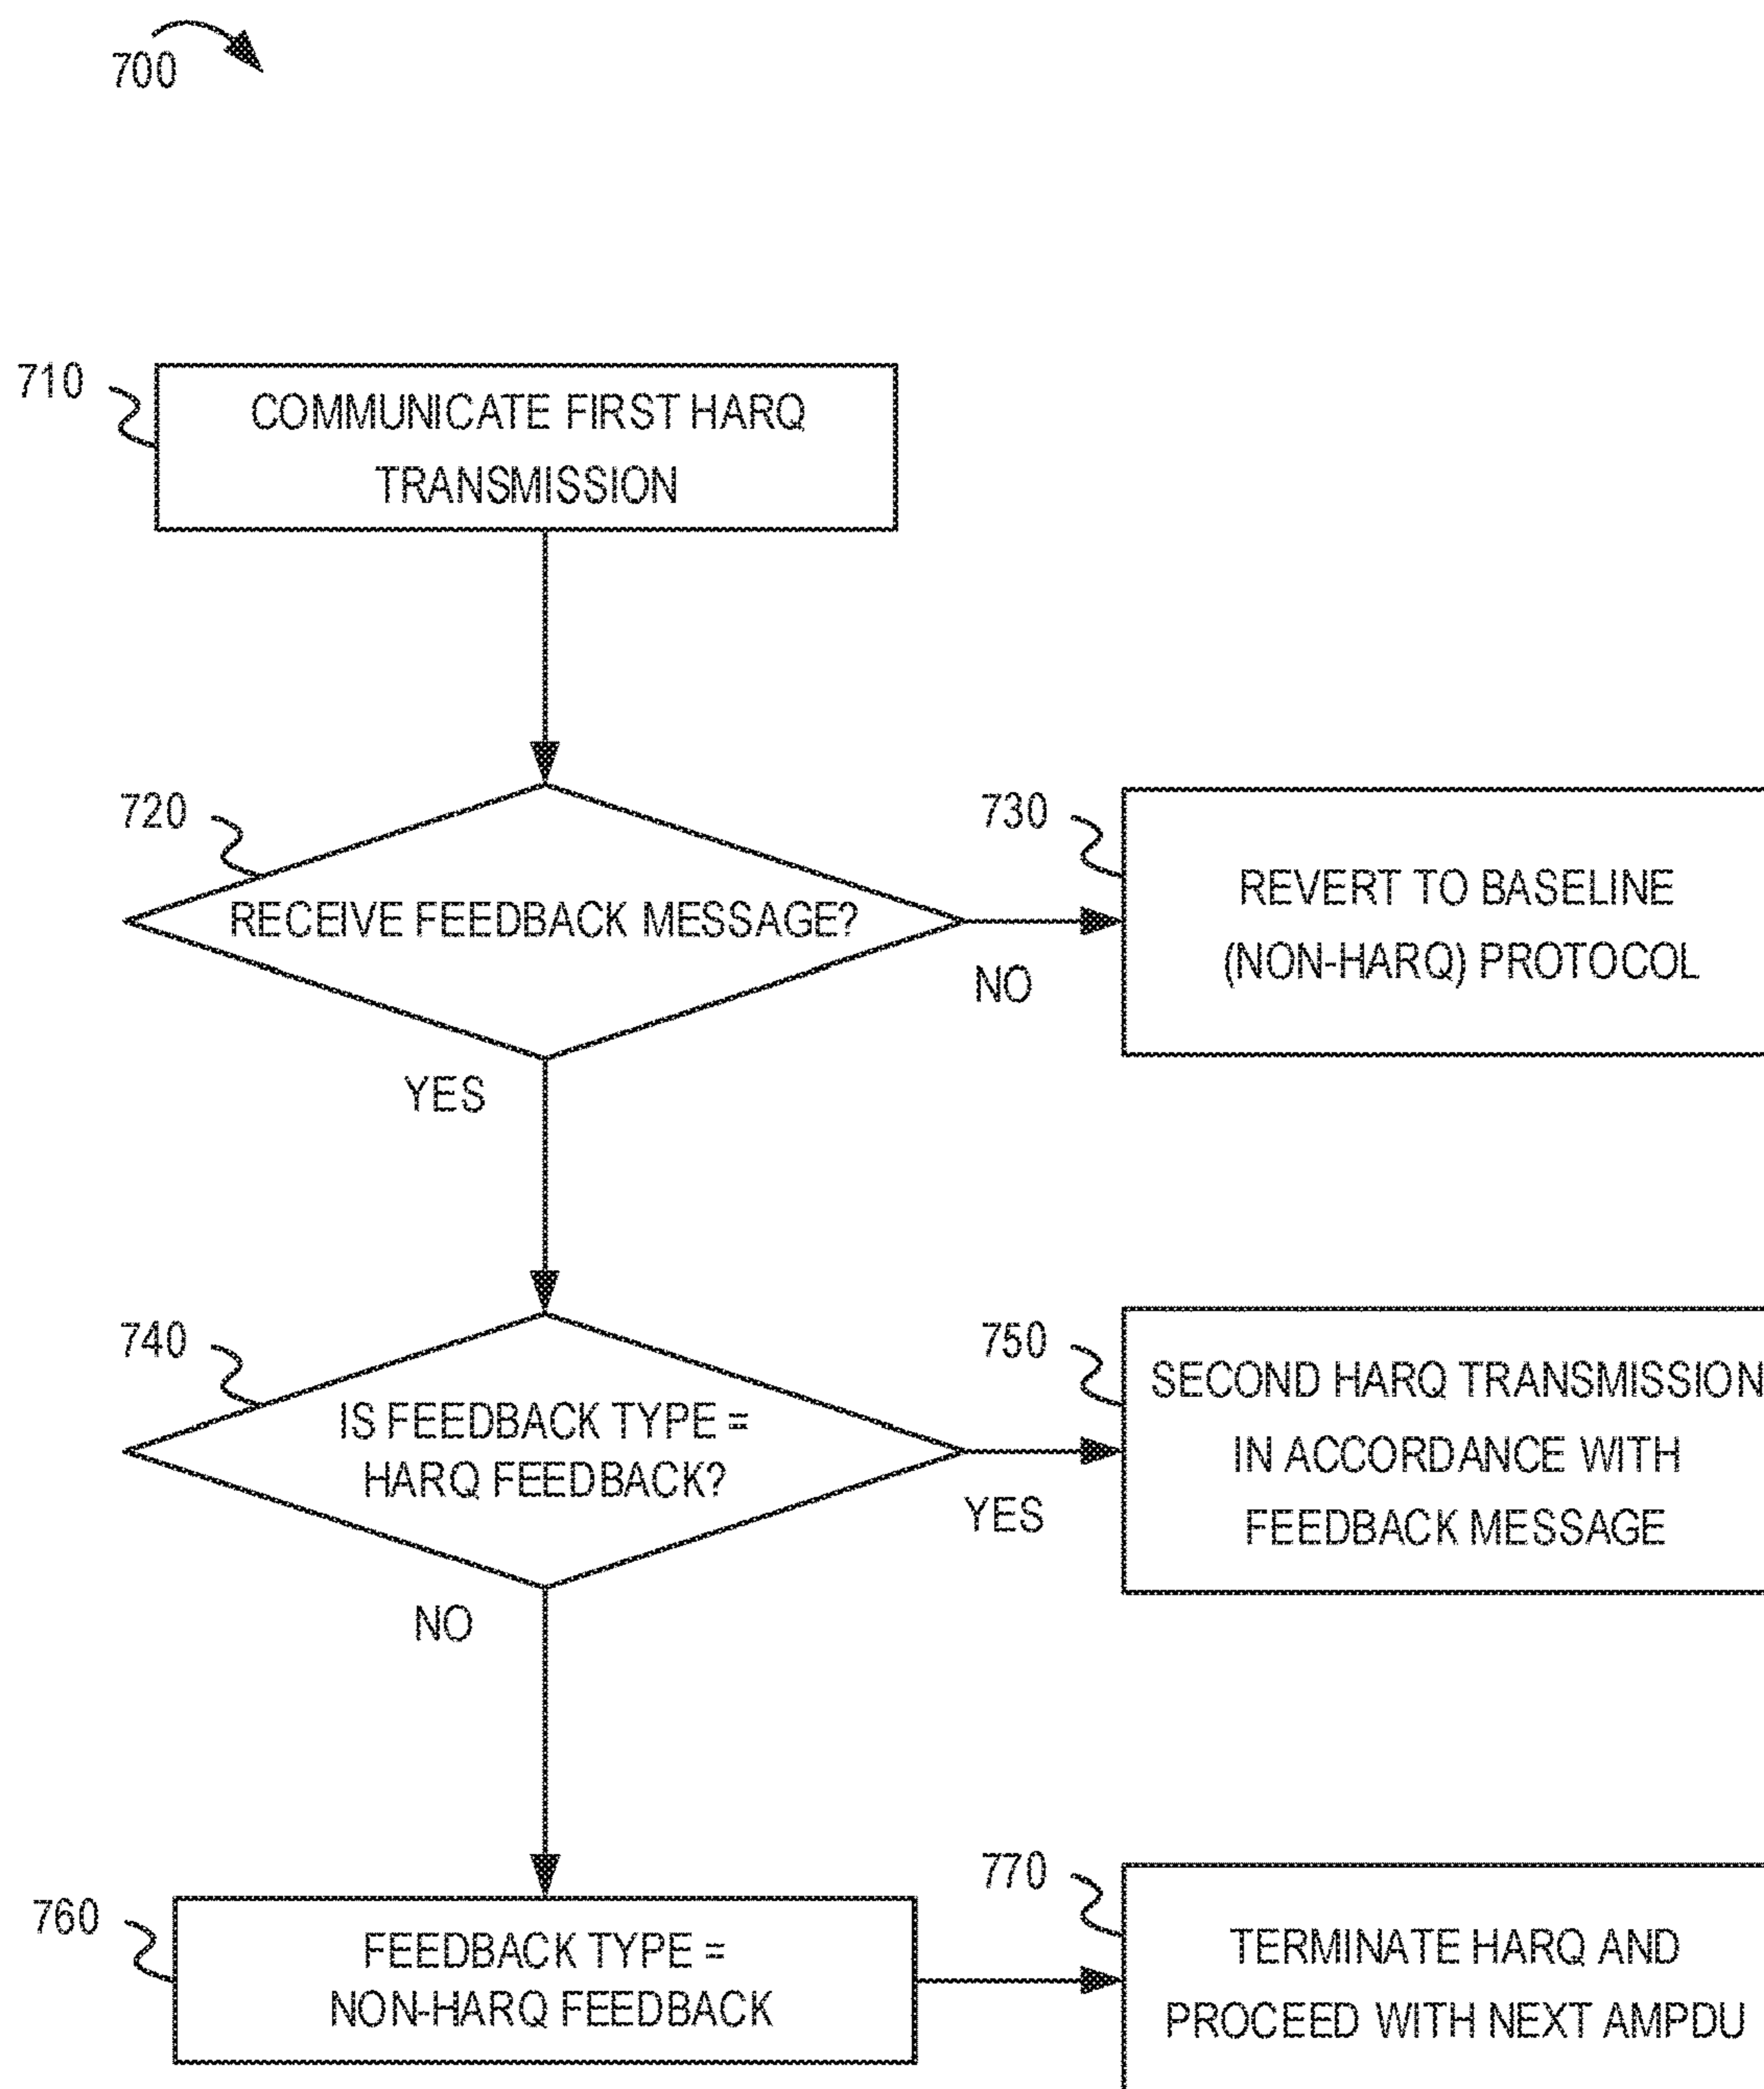 700
710
COMMUNICATE FIRST HARQ
TRANSMISSION
720
RECEIVE FEEDBACK MESSAGE?
NO
YES
730
REVERT TO BASELINE
(NON-HARQ) PROTOCOL
740
IS FEEDBACK TYPE =
HARQ FEEDBACK?
YES
NO
750
SECOND HARQ TRANSMISSION
IN ACCORDANCE WITH
FEEDBACK MESSAGE
760
FEEDBACK TYPE =
NON-HARQ FEEDBACK
770
TERMINATE HARQ AND
PROCEED WITH NEXT AMPDU